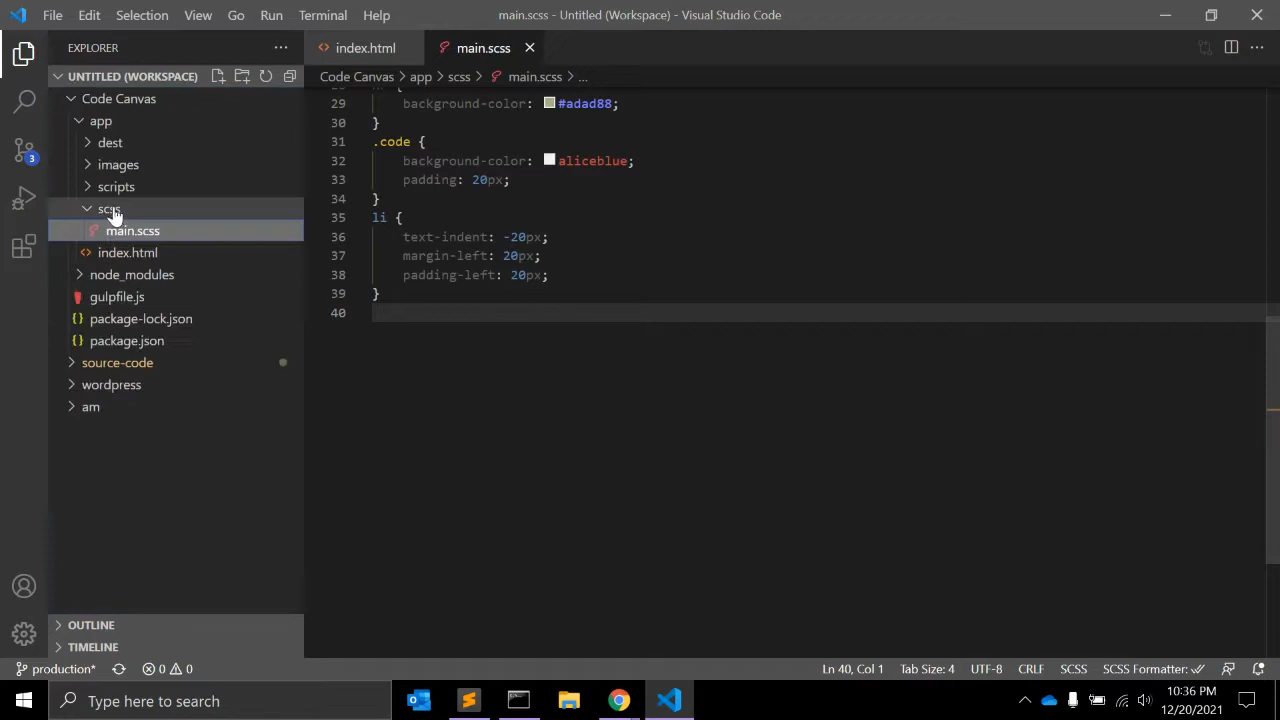 File Edit Selection View Go Run Terminal Help main.scss - Untitled (Workspace) - Visual Studio Code
EXPLORER
index.html
main.scss
UNTITLED (WORKSPACE)
Code Canvas > app > scss > main.scss > ...
Code Canvas
app
dest
images
scripts
scss
main.scss
index.html
node_modules
gulpfile.js
package-lock.json
package.json
source-code
wordpress
am
29 background-color: #adad88;
30 }
31 .code {
32 background-color: aliceblue;
33 padding: 20px;
34 }
35 li {
36 text-indent: -20px;
37 margin-left: 20px;
38 padding-left: 20px;
39 }
40
3
OUTLINE
TIMELINE
production* 0 0 Ln 40, Col 1 Tab Size: 4 UTF-8 CRLF SCSS SCSS Formatter:
Type here to search
10:36 PM
12/20/2021